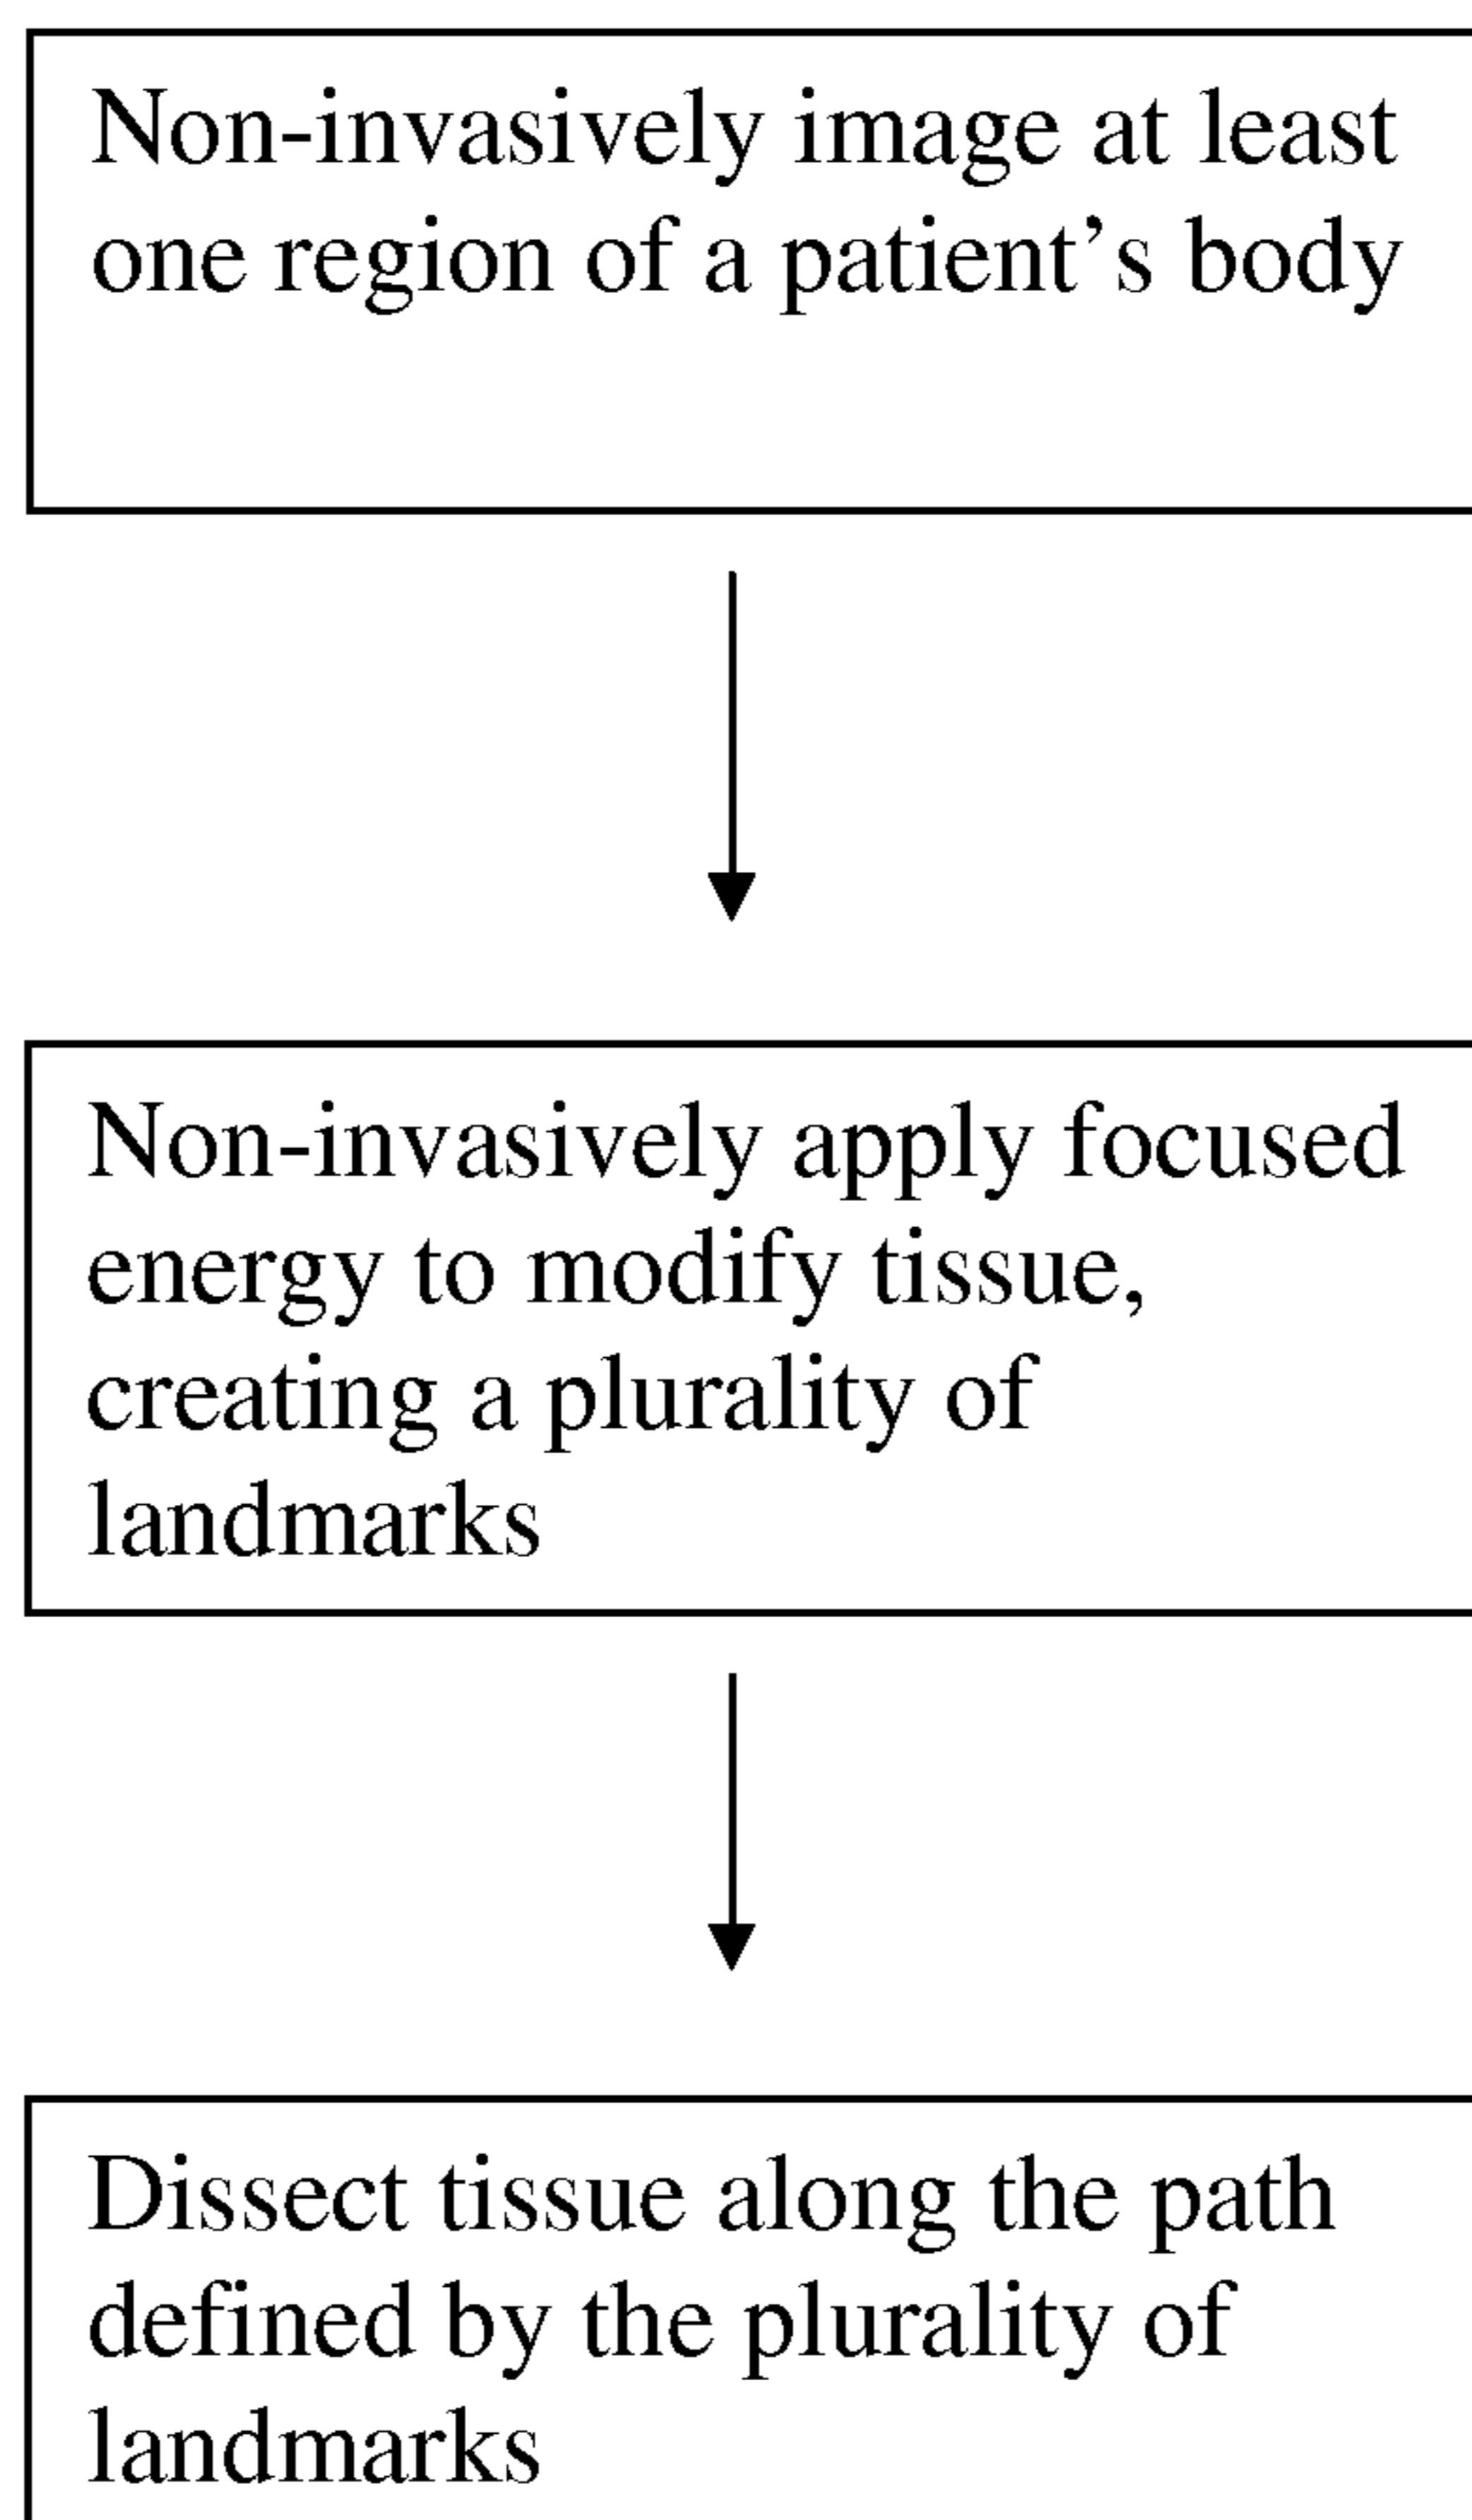 Non-invasively image at least
one region of a patient’s body
Non-invasively apply focused
energy to modify tissue,
creating a plurality of
landmarks
Dissect tissue along the path
defined by the plurality of
landmarks